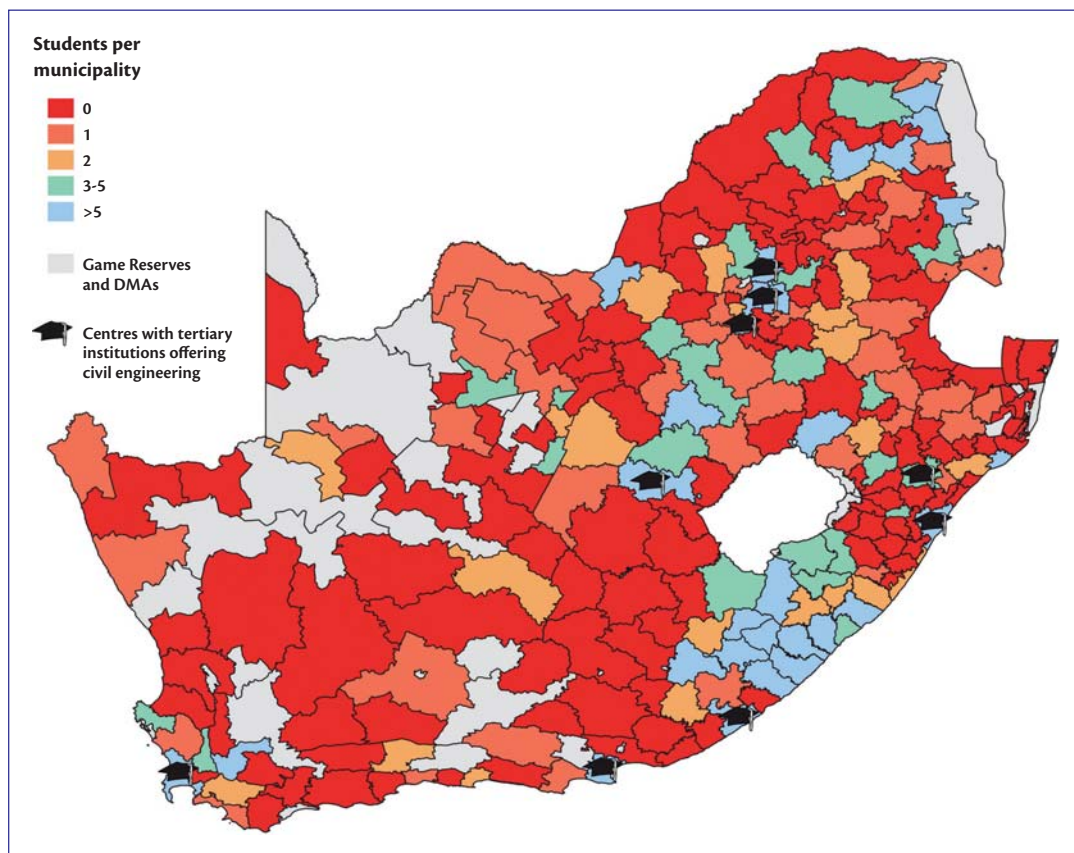 Students per
municipality
0
1
2
3-5
>5
Game Reserves
and DMAs
Centres with tertiary
institutions offering
civil engineering